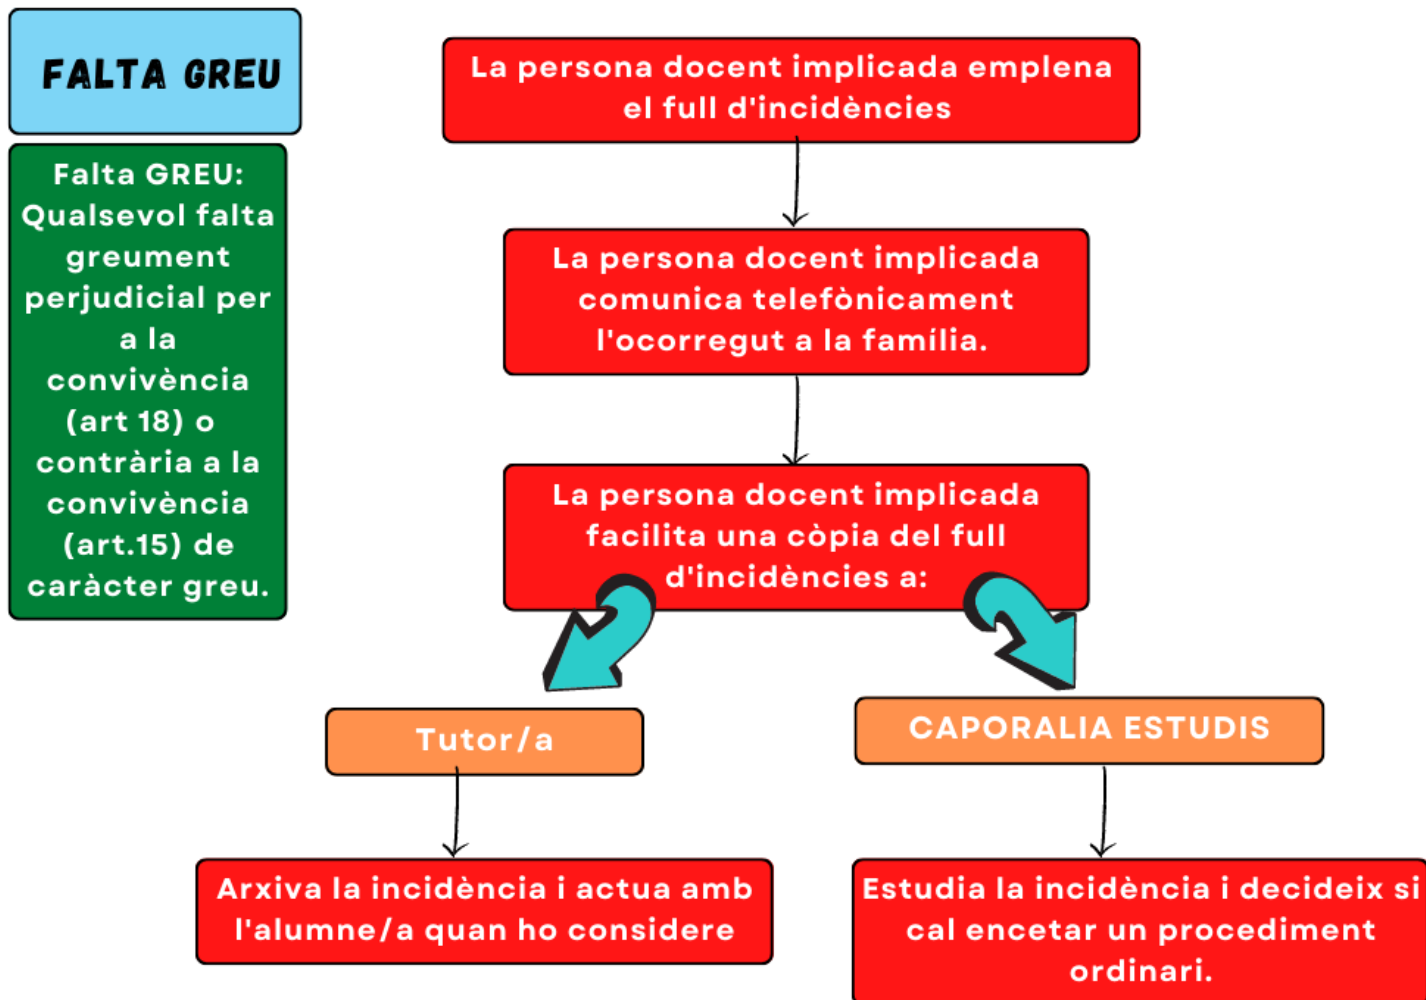 FALTA GREU
Falta GREU:
Qualsevol falta
greument
perjudicial per
a la
convivència
(art 18) o
contrària a la
convivència
(art.15) de
caràcter greu.
La persona docent implicada emplena
el full d'incidències
La persona docent implicada
comunica telefònicament
l'ocorregut a la família.
La persona docent implicada
facilita una còpia del full
d'incidències a:
Tutor/a
CAPORALIA ESTUDIS
Arxiva la incidència i actua amb
l'alumne/a quan ho considere
Estudia la incidència i decideix si
cal encetar un procediment
ordinari.